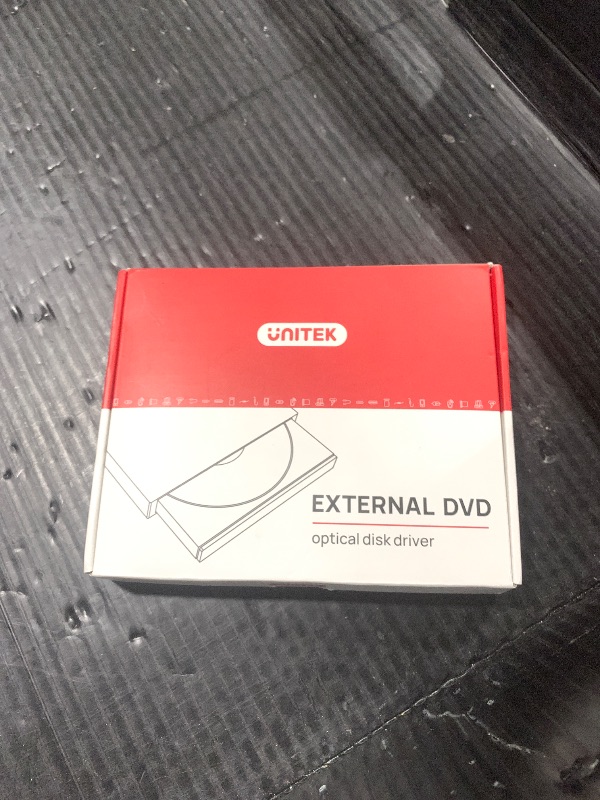 UNITEK
EXTERNAL DVD
optical disk driver